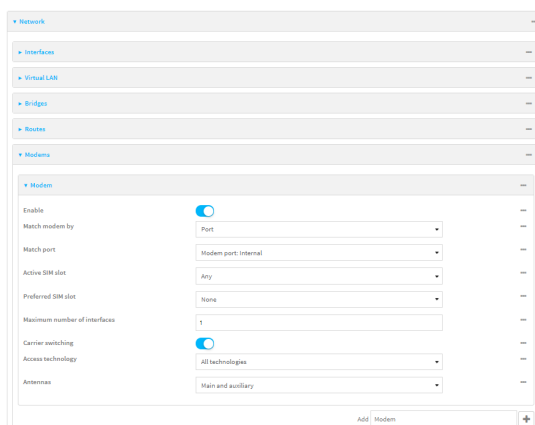 Network
Interfaces
Virtual LAN
Bridges
Routes
Modems
Modem
Enable
Match modem by Port
Match port Modem port: Internal
Active SIM slot Any
Preferred SIM slot None
Maximum number of interfaces 1
Carrier switching
Access technology All technologies
Antennas Main and auxiliary
Add Modem